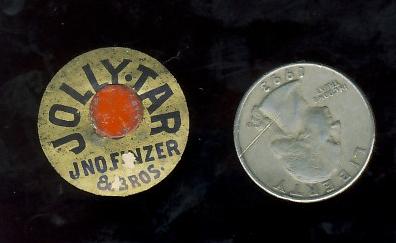 JOLLY·TAR
JNO. FINZER
& BROS.
LIBERTY